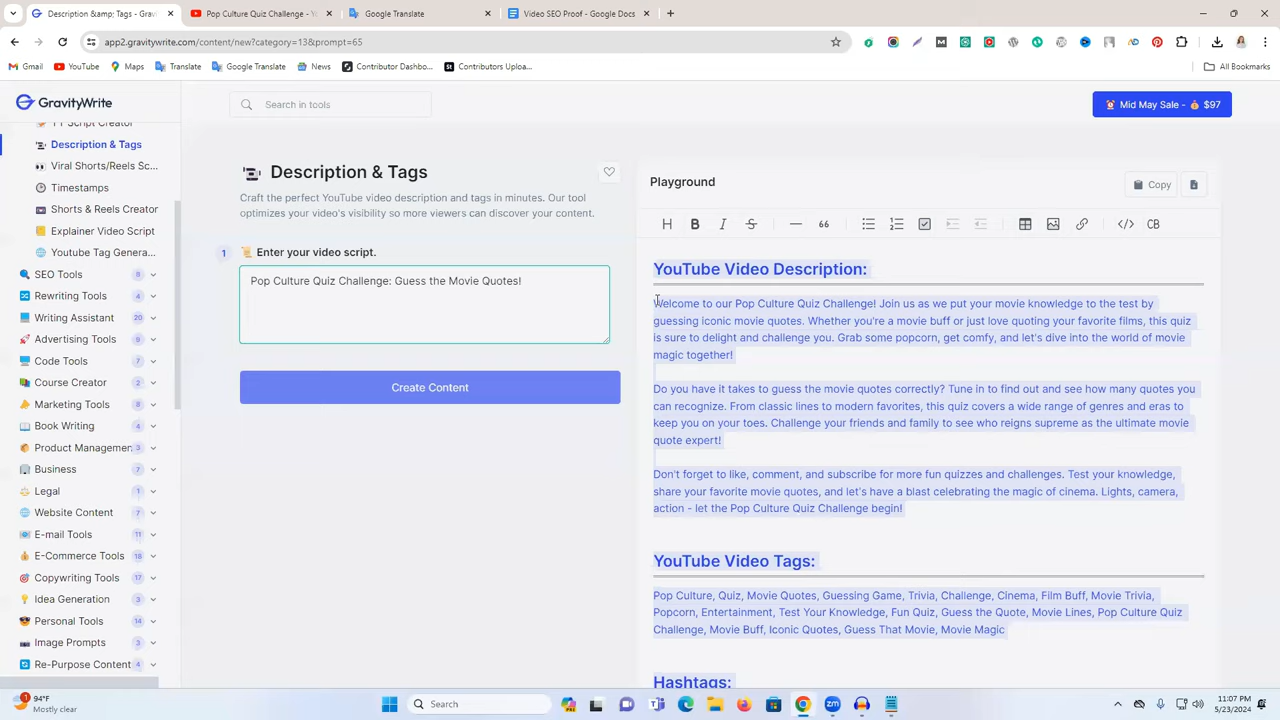 Description &amp; Tags - Gravi
Pop Culture Quiz Challenge - Y
Google Translate
Video SEO Proof - Google Docs
app2.gravitywrite.com/content/new?category=13&prompt=65
Gmail
YouTube
Maps
Translate
Google Translate
News
Contributor Dashbo...
Contributors Uploa...
All Bookmarks
GravityWrite
Search in tools
Mid May Sale - 💰 $97
YT Script Creator
Description & Tags
Viral Shorts/Reels Sc...
Timestamps
Shorts & Reels Creator
Explainer Video Script
Youtube Tag Genera...
SEO Tools 8
Rewriting Tools 4
Writing Assistant 20
Advertising Tools 9
Code Tools 7
Course Creator 2
Marketing Tools 8
Book Writing 4
Product Managemen 3
Business 7
Legal 1
Website Content 7
E-mail Tools 11
E-Commerce Tools 18
Copywriting Tools 17
Idea Generation 3
Personal Tools 14
Image Prompts 3
Re-Purpose Content 4
Description & Tags
Craft the perfect YouTube video description and tags in minutes. Our tool
optimizes your video's visibility so more viewers can discover your content.
1 Enter your video script.
Pop Culture Quiz Challenge: Guess the Movie Quotes!
Create Content
Playground
Copy
H B I S 66 </> CB
YouTube Video Description:
Welcome to our Pop Culture Quiz Challenge! Join us as we put your movie knowledge to the test by
guessing iconic movie quotes. Whether you're a movie buff or just love quoting your favorite films, this quiz
is sure to delight and challenge you. Grab some popcorn, get comfy, and let's dive into the world of movie
magic together!
Do you have it takes to guess the movie quotes correctly? Tune in to find out and see how many quotes you
can recognize. From classic lines to modern favorites, this quiz covers a wide range of genres and eras to
keep you on your toes. Challenge your friends and family to see who reigns supreme as the ultimate movie
quote expert!
Don't forget to like, comment, and subscribe for more fun quizzes and challenges. Test your knowledge,
share your favorite movie quotes, and let's have a blast celebrating the magic of cinema. Lights, camera,
action - let the Pop Culture Quiz Challenge begin!
YouTube Video Tags:
Pop Culture, Quiz, Movie Quotes, Guessing Game, Trivia, Challenge, Cinema, Film Buff, Movie Trivia,
Popcorn, Entertainment, Test Your Knowledge, Fun Quiz, Guess the Quote, Movie Lines, Pop Culture Quiz
Challenge, Movie Buff, Iconic Quotes, Guess That Movie, Movie Magic
Hashtags:
94°F
Mostly clear
Search
11:07 PM
5/23/2024